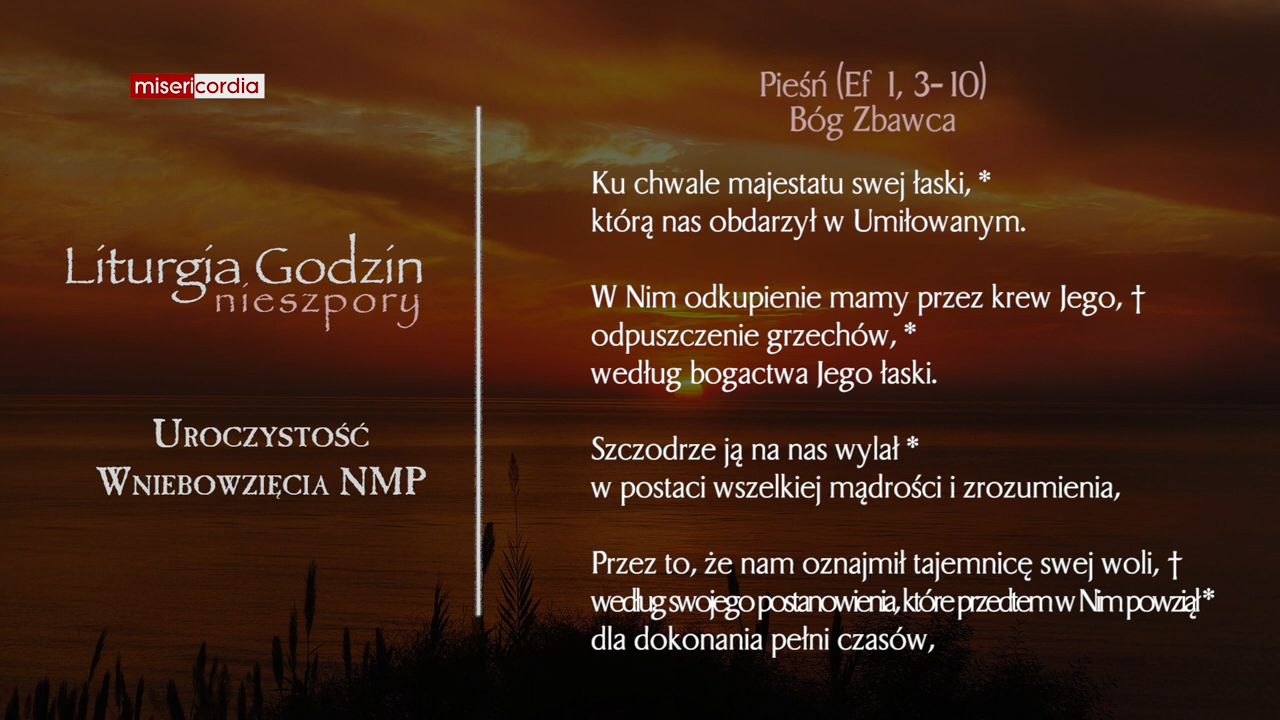 misericordia
Liturgia Godzin
nieszpory
Uroczystość
Wniebowzięcia NMP
Pieśń (Ef 1, 3-10)
Bóg Zbawca
Ku chwale majestatu swej łaski, *
którą nas obdarzył w Umiłowanym.
W Nim odkupienie mamy przez krew Jego, †
odpuszczenie grzechów, *
według bogactwa Jego łaski.
Szczodrze ją na nas wylał *
w postaci wszelkiej mądrości i zrozumienia,
Przez to, że nam oznajmił tajemnicę swej woli, †
według swojego postanowienia, które przedtem w Nim powziął *
dla dokonania pełni czasów,